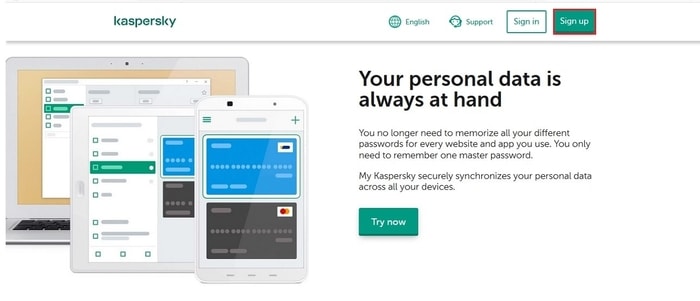 kaspersky
English
Support
Sign in
Sign up
Your personal data is
always at hand
You no longer need to memorize all your different
passwords for every website and app you use. You only
need to remember one master password.
My Kaspersky securely synchronizes your personal data
across all your devices.
Try now